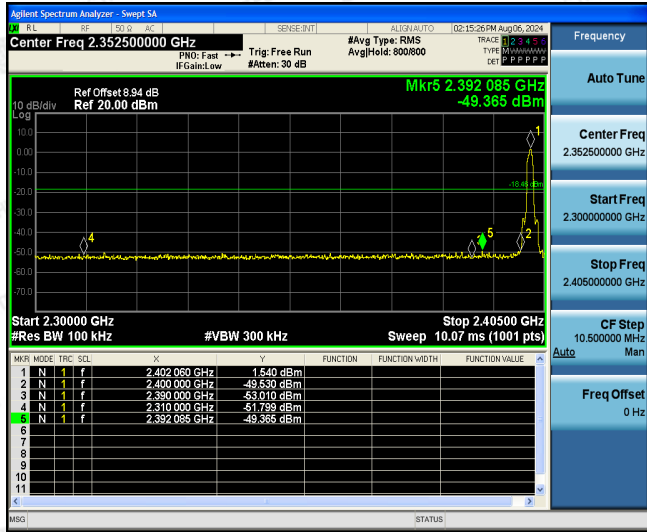 Agilent Spectrum Analyzer - Swept SA
LXI RL RF 50 Ω AC SENSE:INT ALIGN AUTO 02:15:26 PM Aug 06, 2024
Center Freq 2.352500000 GHz
PNO: Fast
IFGain:Low
Trig: Free Run
#Atten: 30 dB
#Avg Type: RMS
Avg|Hold: 800/800
TRACE 1 2 3 4 5 6
TYPE M
DET P P P P P P
Ref Offset 8.94 dB
10 dB/div Ref 20.00 dBm
Log
Mkr5 2.392 085 GHz
-49.365 dBm
10.0
0.00
-10.0
-20.0
-30.0
-40.0
-50.0
-60.0
-70.0
1
-18.46 dBm
4
3
5
2
Start 2.30000 GHz Stop 2.40500 GHz
#Res BW 100 kHz #VBW 300 kHz Sweep 10.07 ms (1001 pts)
MKR MODE TRC SCL X Y FUNCTION FUNCTION WIDTH FUNCTION VALUE
1 N 1 f 2.402 060 GHz 1.540 dBm
2 N 1 f 2.400 000 GHz -49.530 dBm
3 N 1 f 2.390 000 GHz -53.010 dBm
4 N 1 f 2.310 000 GHz -51.799 dBm
5 N 1 f 2.392 085 GHz -49.365 dBm
6
7
8
9
10
11
MSG STATUS
Frequency
Auto Tune
Center Freq
2.352500000 GHz
Start Freq
2.300000000 GHz
Stop Freq
2.405000000 GHz
CF Step
10.500000 MHz
Auto Man
Freq Offset
0 Hz